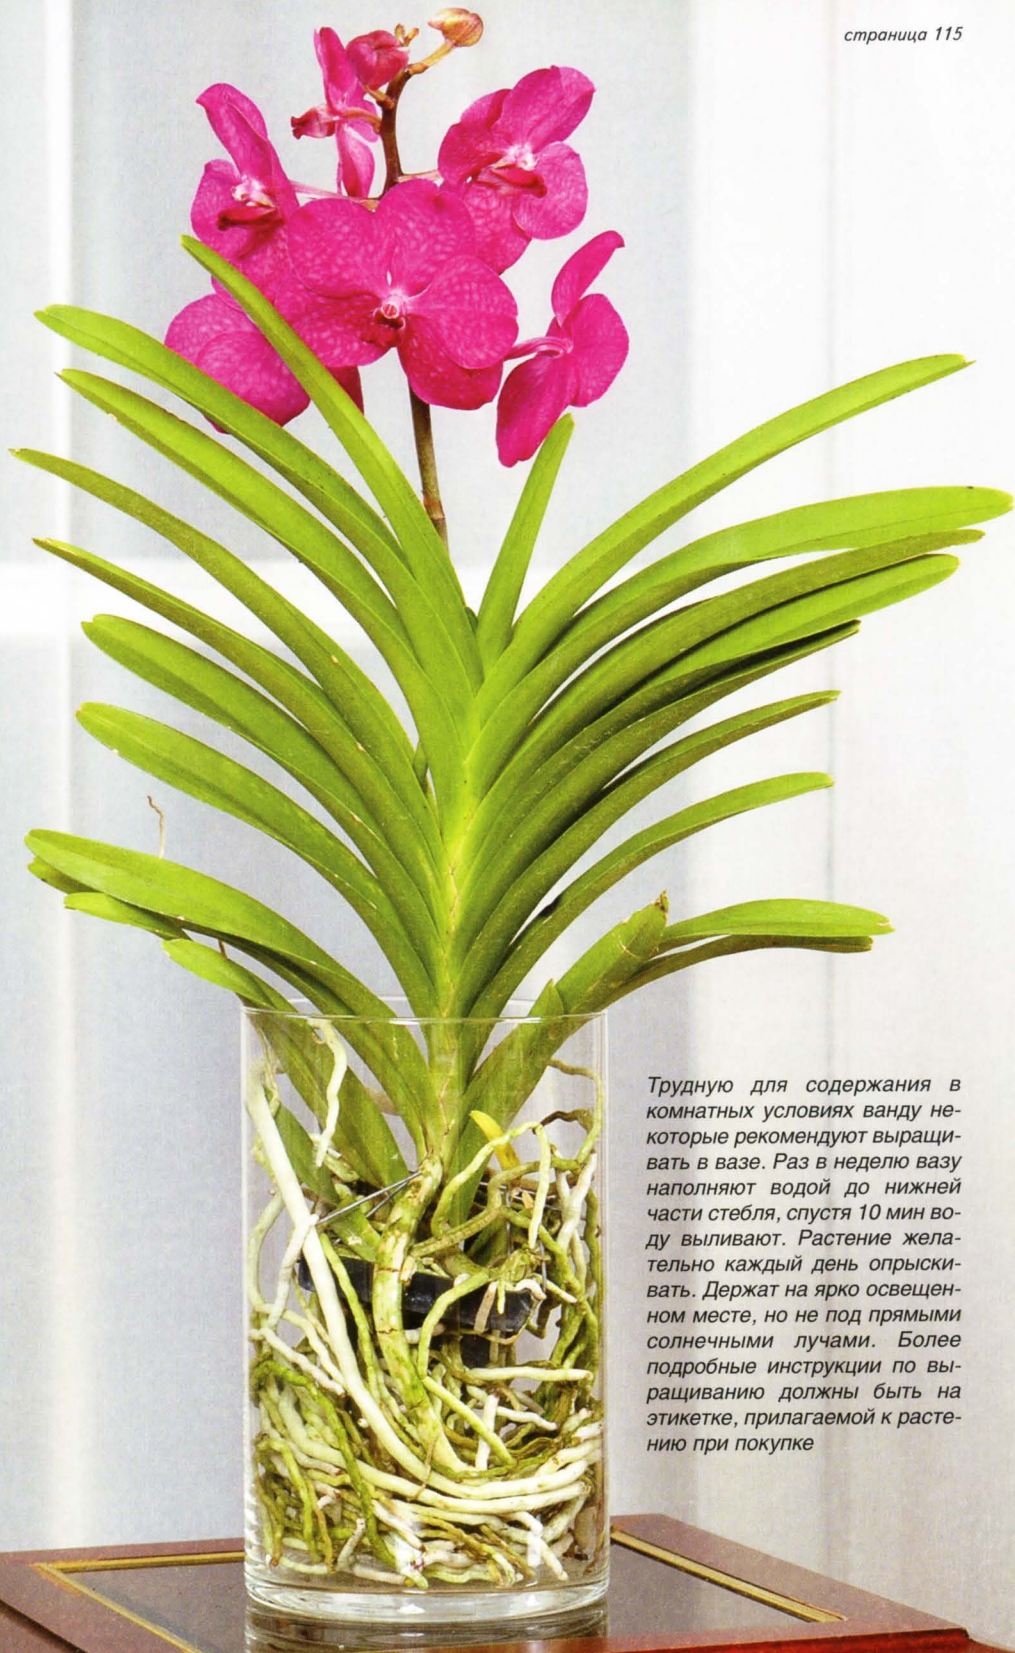 страница 115
Трудную для содержания в
комнатных условиях ванду не-
которые рекомендуют выращи-
вать в вазе. Раз в неделю вазу
наполняют водой до нижней
части стебля, спустя 10 мин во-
ду выливают. Растение жела-
тельно каждый день опрыски-
вать. Держат на ярко освещен-
ном месте, но не под прямыми
солнечными лучами. Более
подробные инструкции по вы-
ращиванию должны быть на
этикетке, прилагаемой к расте-
нию при покупке